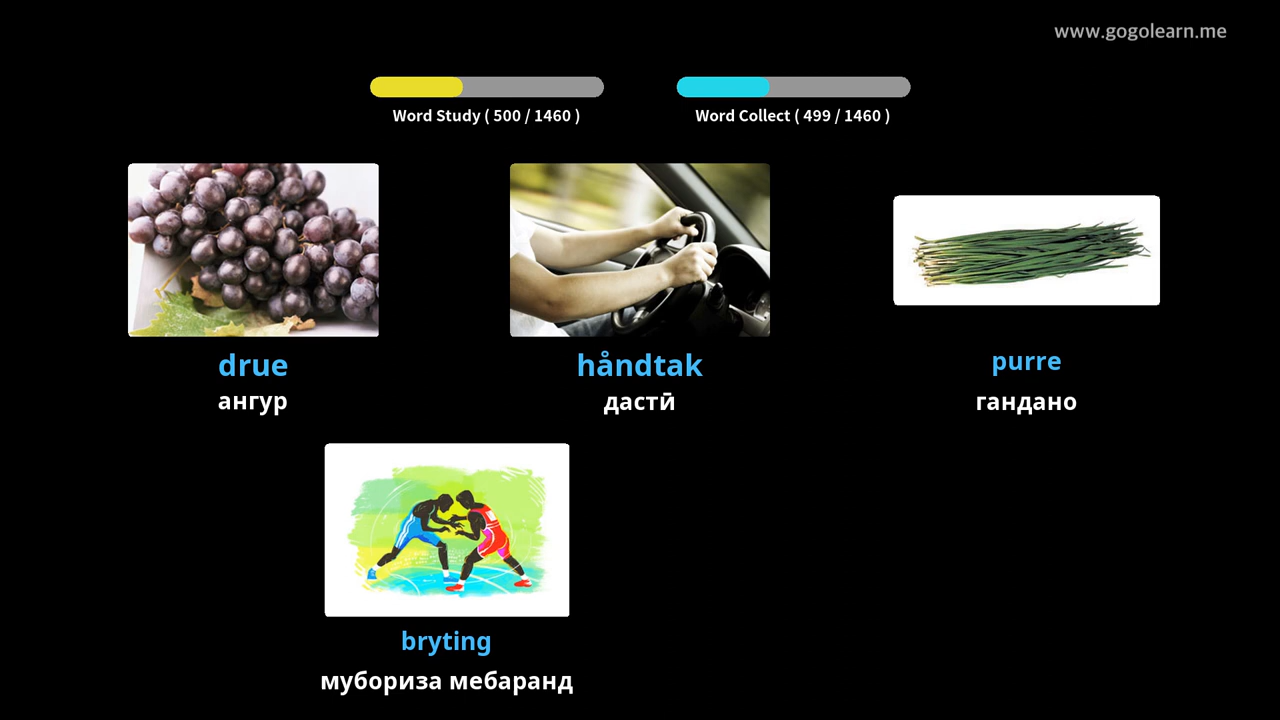 www.gogolearn.me
Word Study ( 500 / 1460 )
Word Collect ( 499 / 1460 )
drue
ангур
håndtak
дастӣ
purre
гандано
bryting
мубориза мебаранд